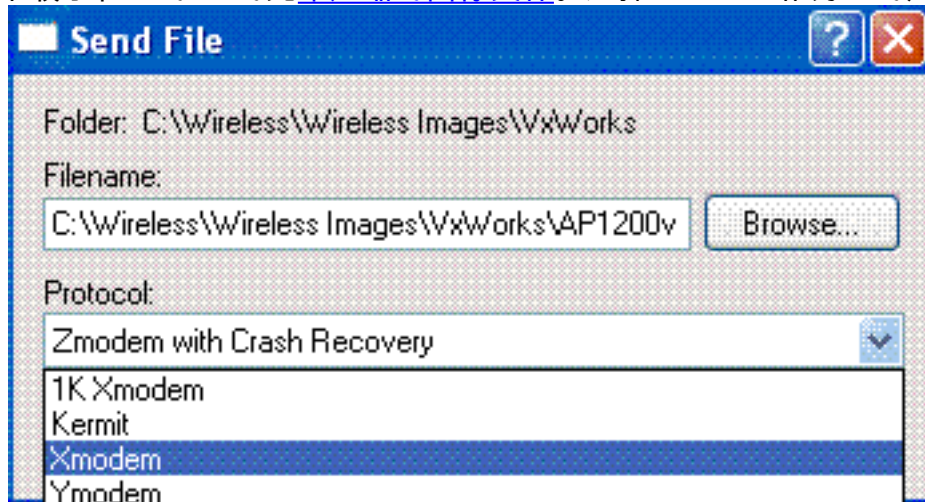 Send File
Folder: C:\Wireless\Wireless Images\VxWorks
Filename:
C:\Wireless\Wireless Images\VxWorks\AP1200v
Browse...
Protocol:
Zmodem with Crash Recovery
1K Xmodem
Kermit
Xmodem
Ymodem